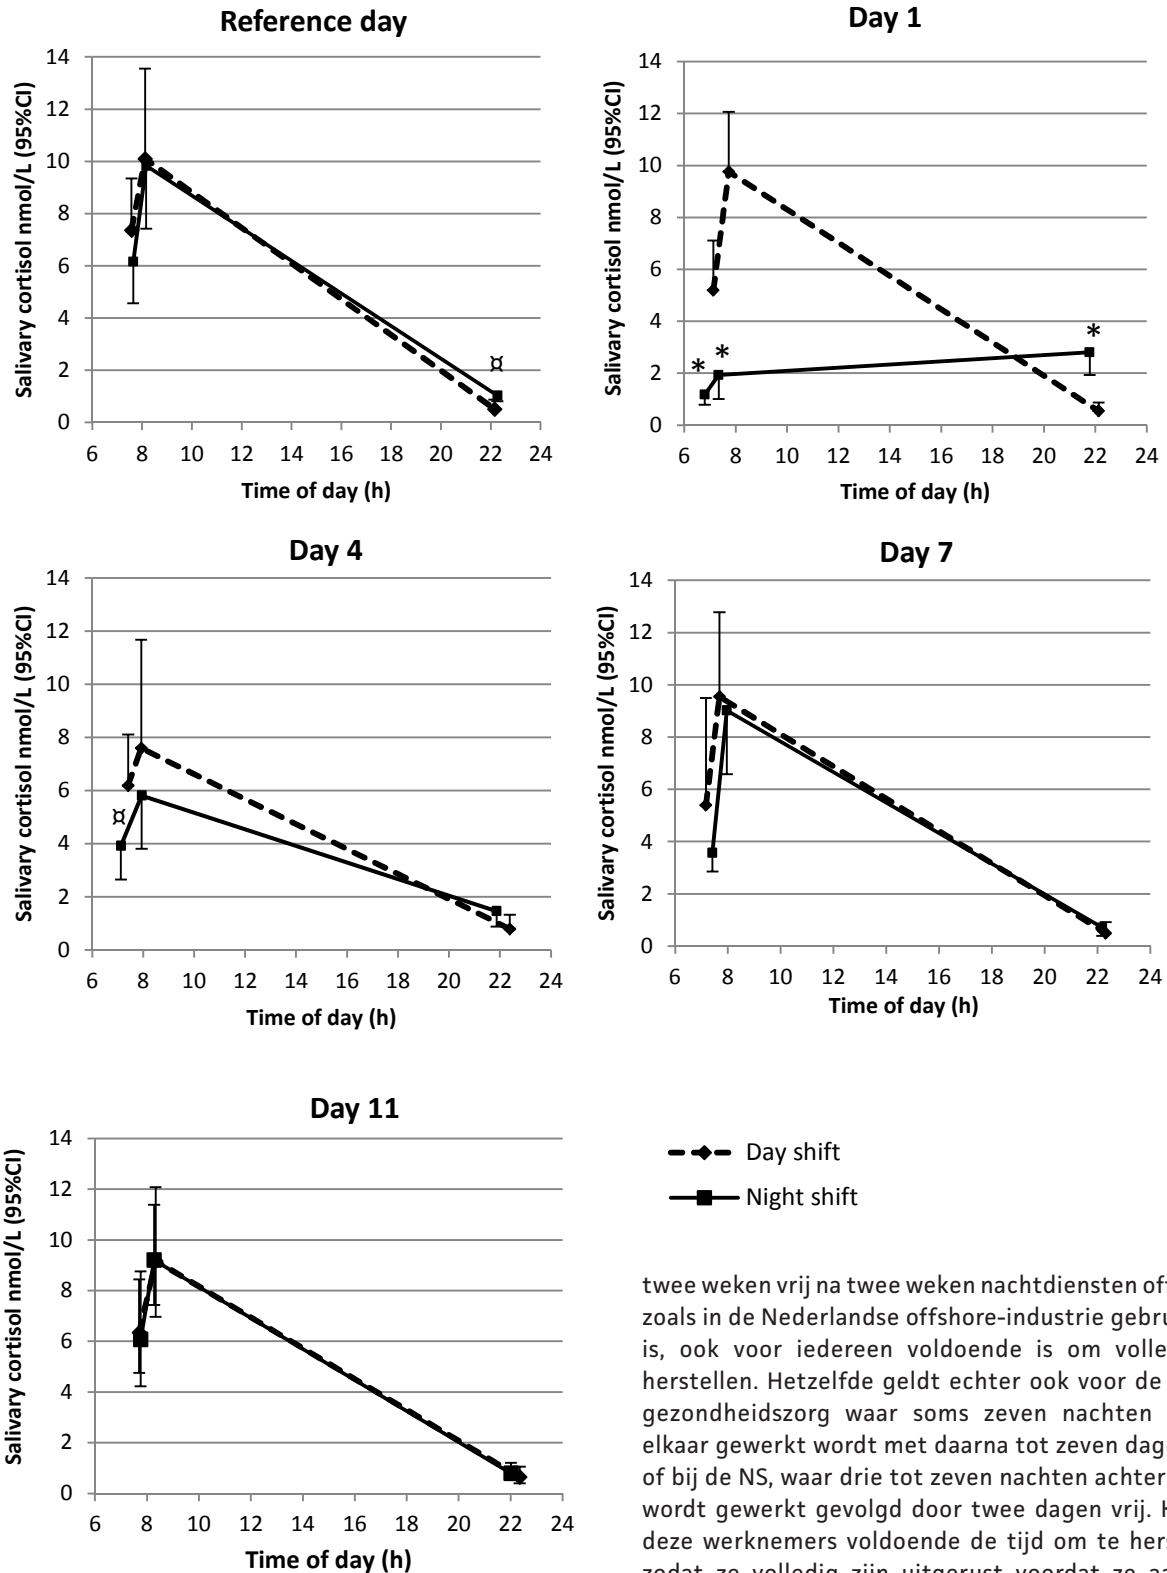 Reference day
Salivary cortisol nmol/L (95%CI)
14
12
10
8
6
4
2
0
¤
6 8 10 12 14 16 18 20 22 24
Time of day (h)
Day 1
Salivary cortisol nmol/L (95%CI)
14
12
10
8
6
4
2
0
* * *
6 8 10 12 14 16 18 20 22 24
Time of day (h)
Day 4
Salivary cortisol nmol/L (95%CI)
14
12
10
8
6
4
2
0
¤
6 8 10 12 14 16 18 20 22 24
Time of day (h)
Day 7
Salivary cortisol nmol/L (95%CI)
14
12
10
8
6
4
2
0
6 8 10 12 14 16 18 20 22 24
Time of day (h)
Day 11
Salivary cortisol nmol/L (95%CI)
14
12
10
8
6
4
2
0
6 8 10 12 14 16 18 20 22 24
Time of day (h)
Day shift
Night shift
twee weken vrij na twee weken nachtdiensten
zoals in de Nederlandse offshore-industrie
is, ook voor iedereen voldoende is om
herstellen. Hetzelfde geldt echter ook voor de
gezondheidszorg waar soms zeven nachten
elkaar gewerkt wordt met daarna tot zeven
of bij de NS, waar drie tot zeven nachten
wordt gewerkt gevolgd door twee dagen vrij.
deze werknemers voldoende de tijd om te